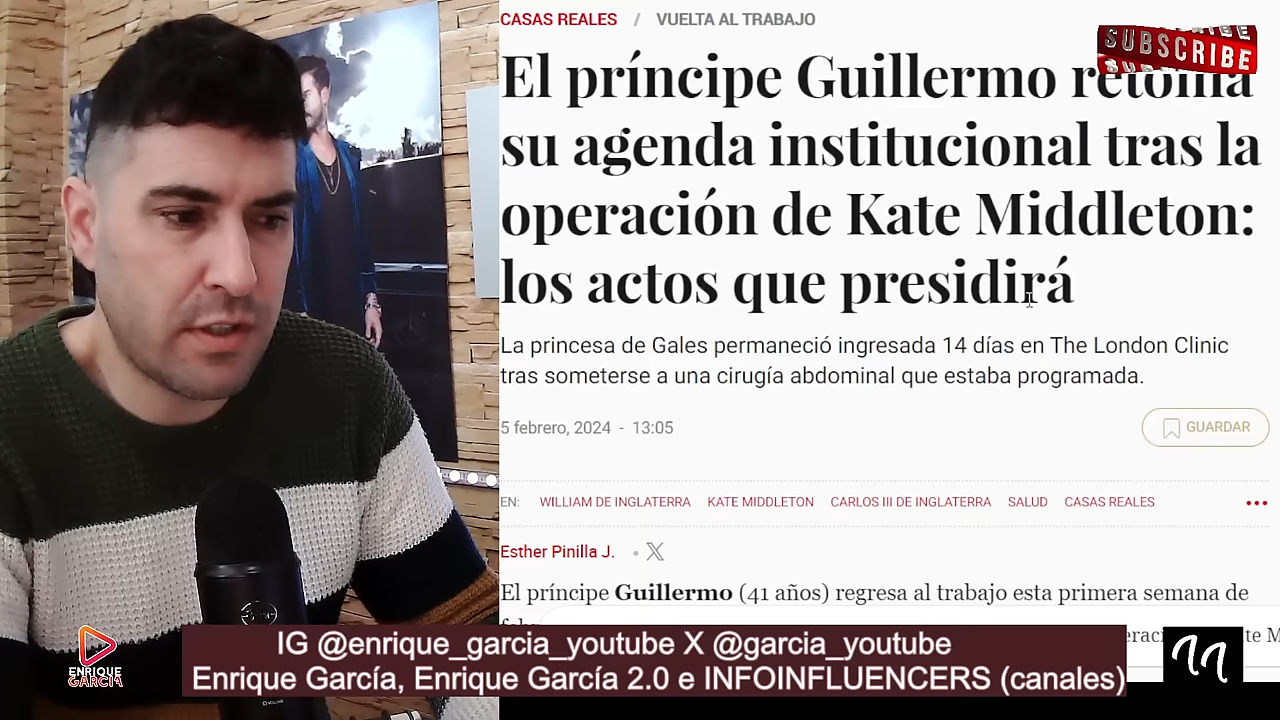 CASAS REALES / VUELTA AL TRABAJO
SUBSCRIBE
El príncipe Guillermo retoma
su agenda institucional tras la
operación de Kate Middleton:
los actos que presidirá
La princesa de Gales permaneció ingresada 14 días en The London Clinic
tras someterse a una cirugía abdominal que estaba programada.
5 febrero, 2024 - 13:05
GUARDAR
EN: WILLIAM DE INGLATERRA KATE MIDDLETON CARLOS III DE INGLATERRA SALUD CASAS REALES
Esther Pinilla J.
El príncipe Guillermo (41 años) regresa al trabajo esta primera semana de
IG @enrique_garcia_youtube X @garcia_youtube
Enrique García, Enrique García 2.0 e INFOINFLUENCERS (canales)
ENRIQUE
GARCÍA